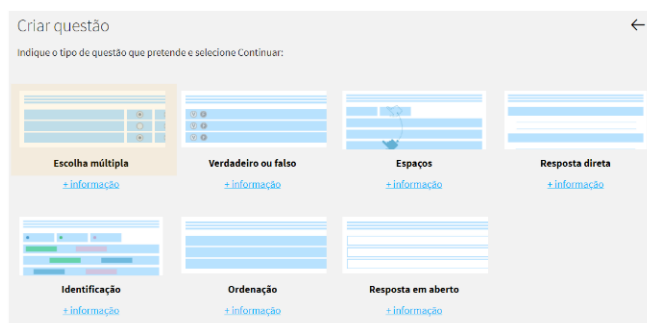 Criar questão
Indique o tipo de questão que pretende e selecione Continuar:
Escolha múltipla
Verdadeiro ou falso
Espaços
Resposta direta
+ informação
+ informação
+ informação
+ informação
Identificação
Ordenação
Resposta em aberto
+ informação
+ informação
+ informação